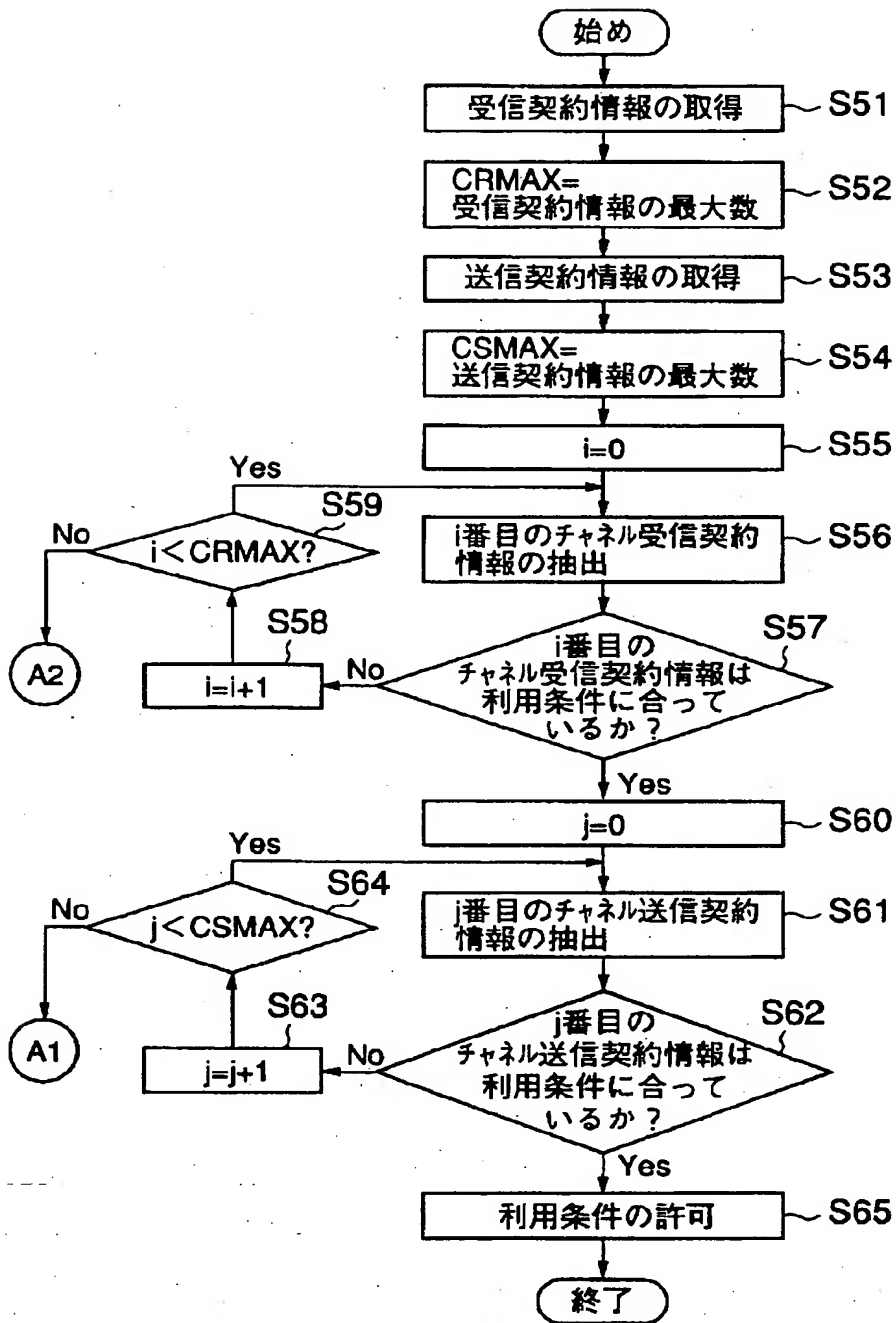 始め
受信契約情報の取得
S51
CRMAX=
受信契約情報の最大数
S52
送信契約情報の取得
S53
CSMAX=
送信契約情報の最大数
S54
i=0
S55
Yes
S59
No
i<CRMAX?
i番目のチャネル受信契約
情報の抽出
S56
S58
S57
A2
i=i+1
No
i番目の
チャネル受信契約情報は
利用条件に合って
いるか?
Yes
j=0
S60
Yes
S64
No
j<CSMAX?
j番目のチャネル送信契約
情報の抽出
S61
S63
S62
A1
j=j+1
No
j番目の
チャネル送信契約情報は
利用条件に合って
いるか?
Yes
利用条件の許可
S65
終了